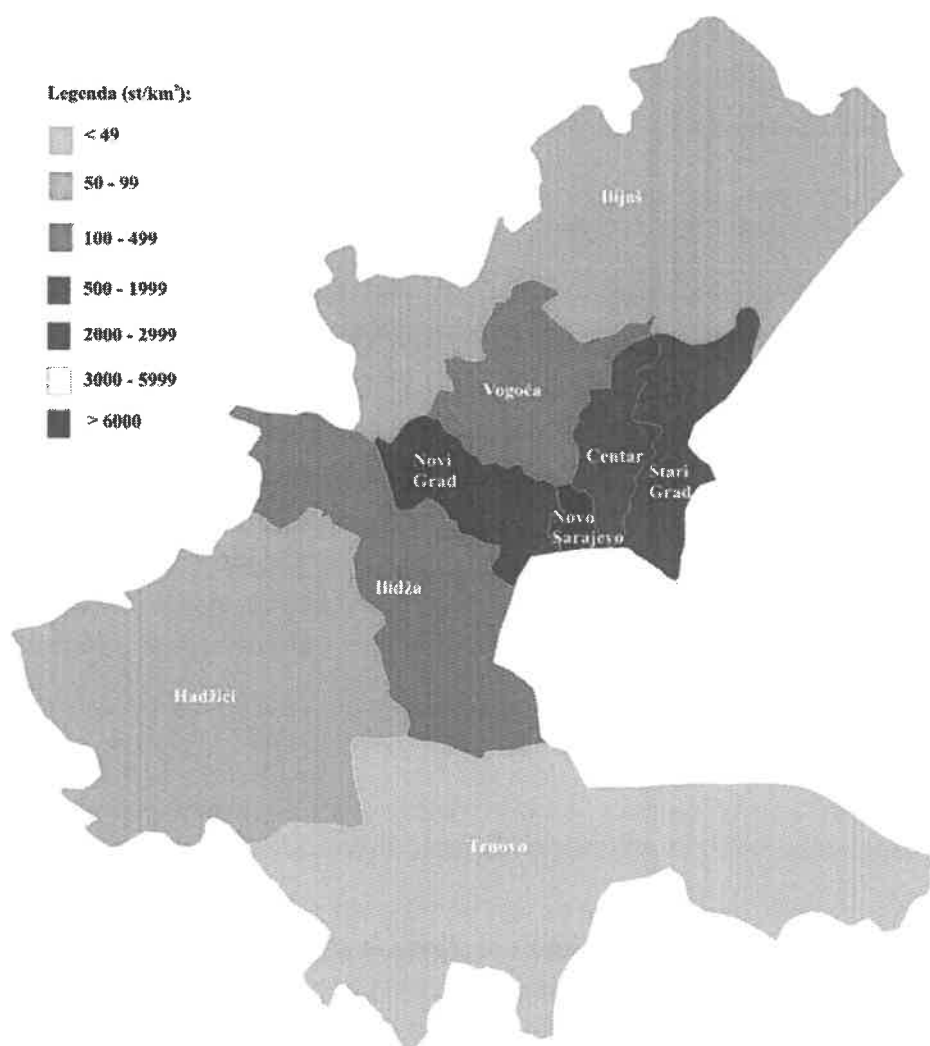 Legenda (st/km²):
< 49
50 - 99
100 - 499
500 - 1999
2000 - 2999
3000 - 5999
> 6000
Ilijaš
Vogoća
Novi
Grad
Centar
Stari
Grad
Novo
Sarajevo
Ilidža
Hadžići
Trnovo